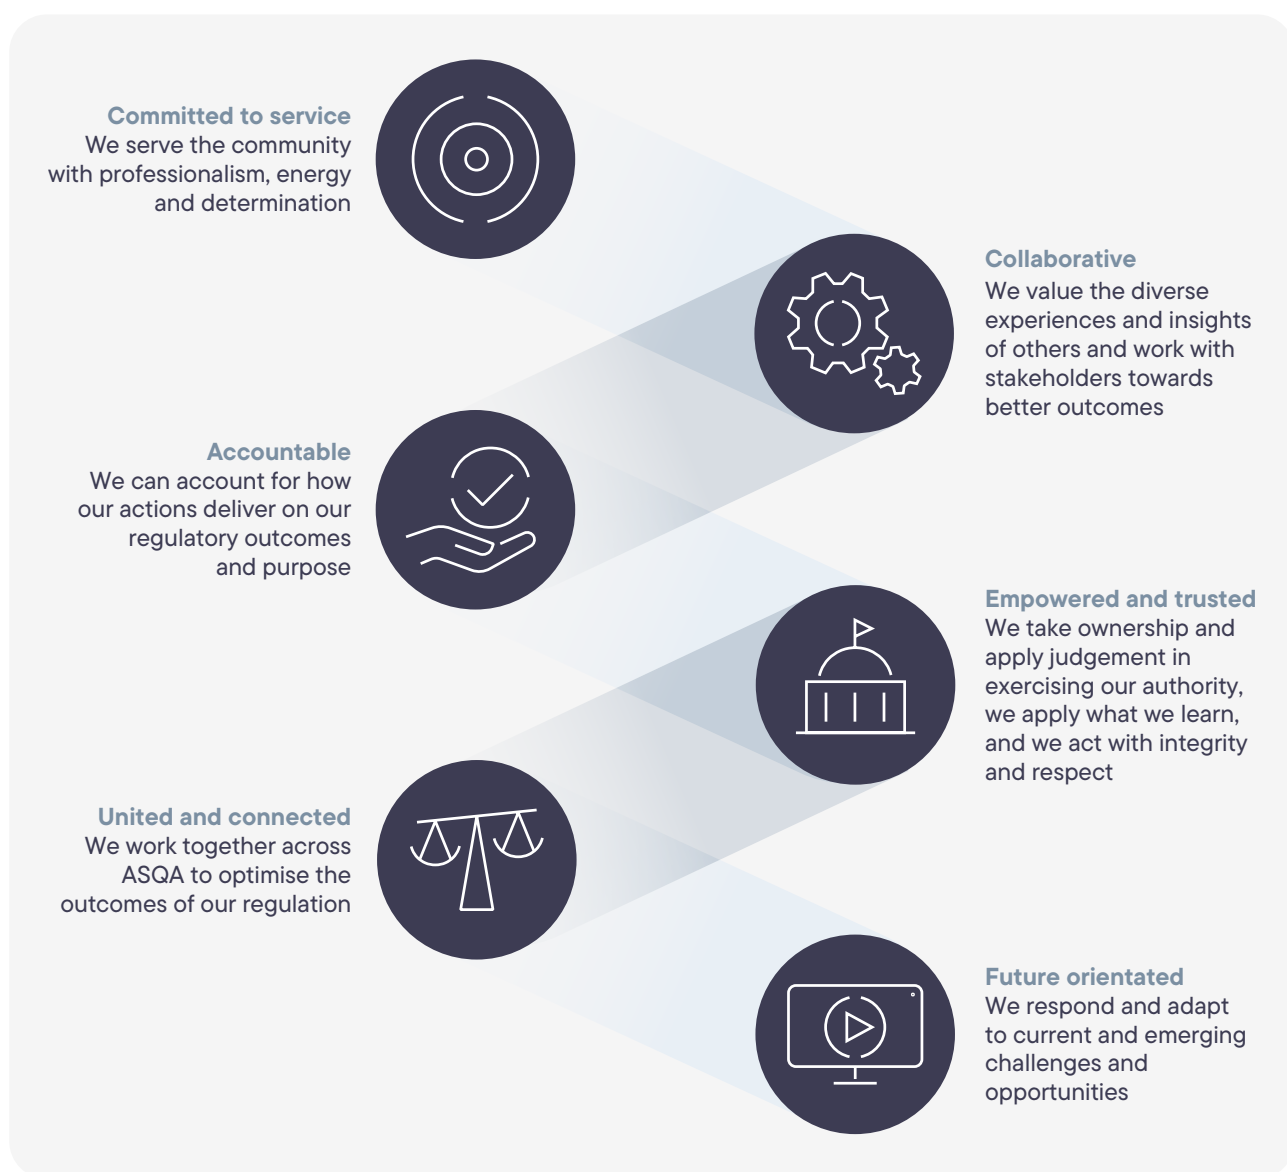 Committed to service
We serve the community
with professionalism, energy
and determination
Collaborative
We value the diverse
experiences and insights
of others and work with
stakeholders towards
better outcomes
Accountable
We can account for how
our actions deliver on our
regulatory outcomes
and purpose
Empowered and trusted
We take ownership and
apply judgement in
exercising our authority,
we apply what we learn,
and we act with integrity
and respect
United and connected
We work together across
ASQA to optimise the
outcomes of our regulation
Future orientated
We respond and adapt
to current and emerging
challenges and
opportunities